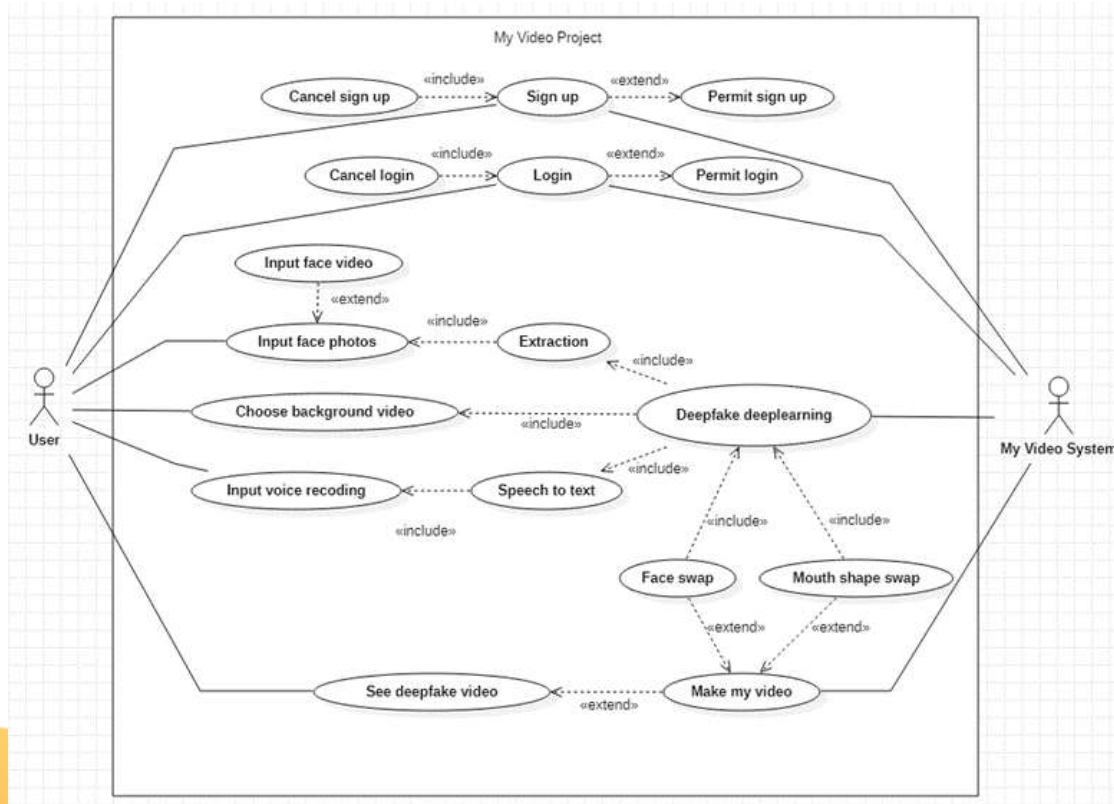 My Video Project
«include»
«extend»
Cancel sign up
Sign up
Permit sign up
«include»
«extend»
Cancel login
Login
Permit login
Input face video
«extend»
«include»
Input face photos
Extraction
«include»
Choose background video
Deepfake deeplearning
«include»
User
My Video System
«include»
Input voice recoding
Speech to text
«include»
«include»
«include»
Face swap
Mouth shape swap
«extend»
«extend»
See deepfake video
Make my video
«extend»